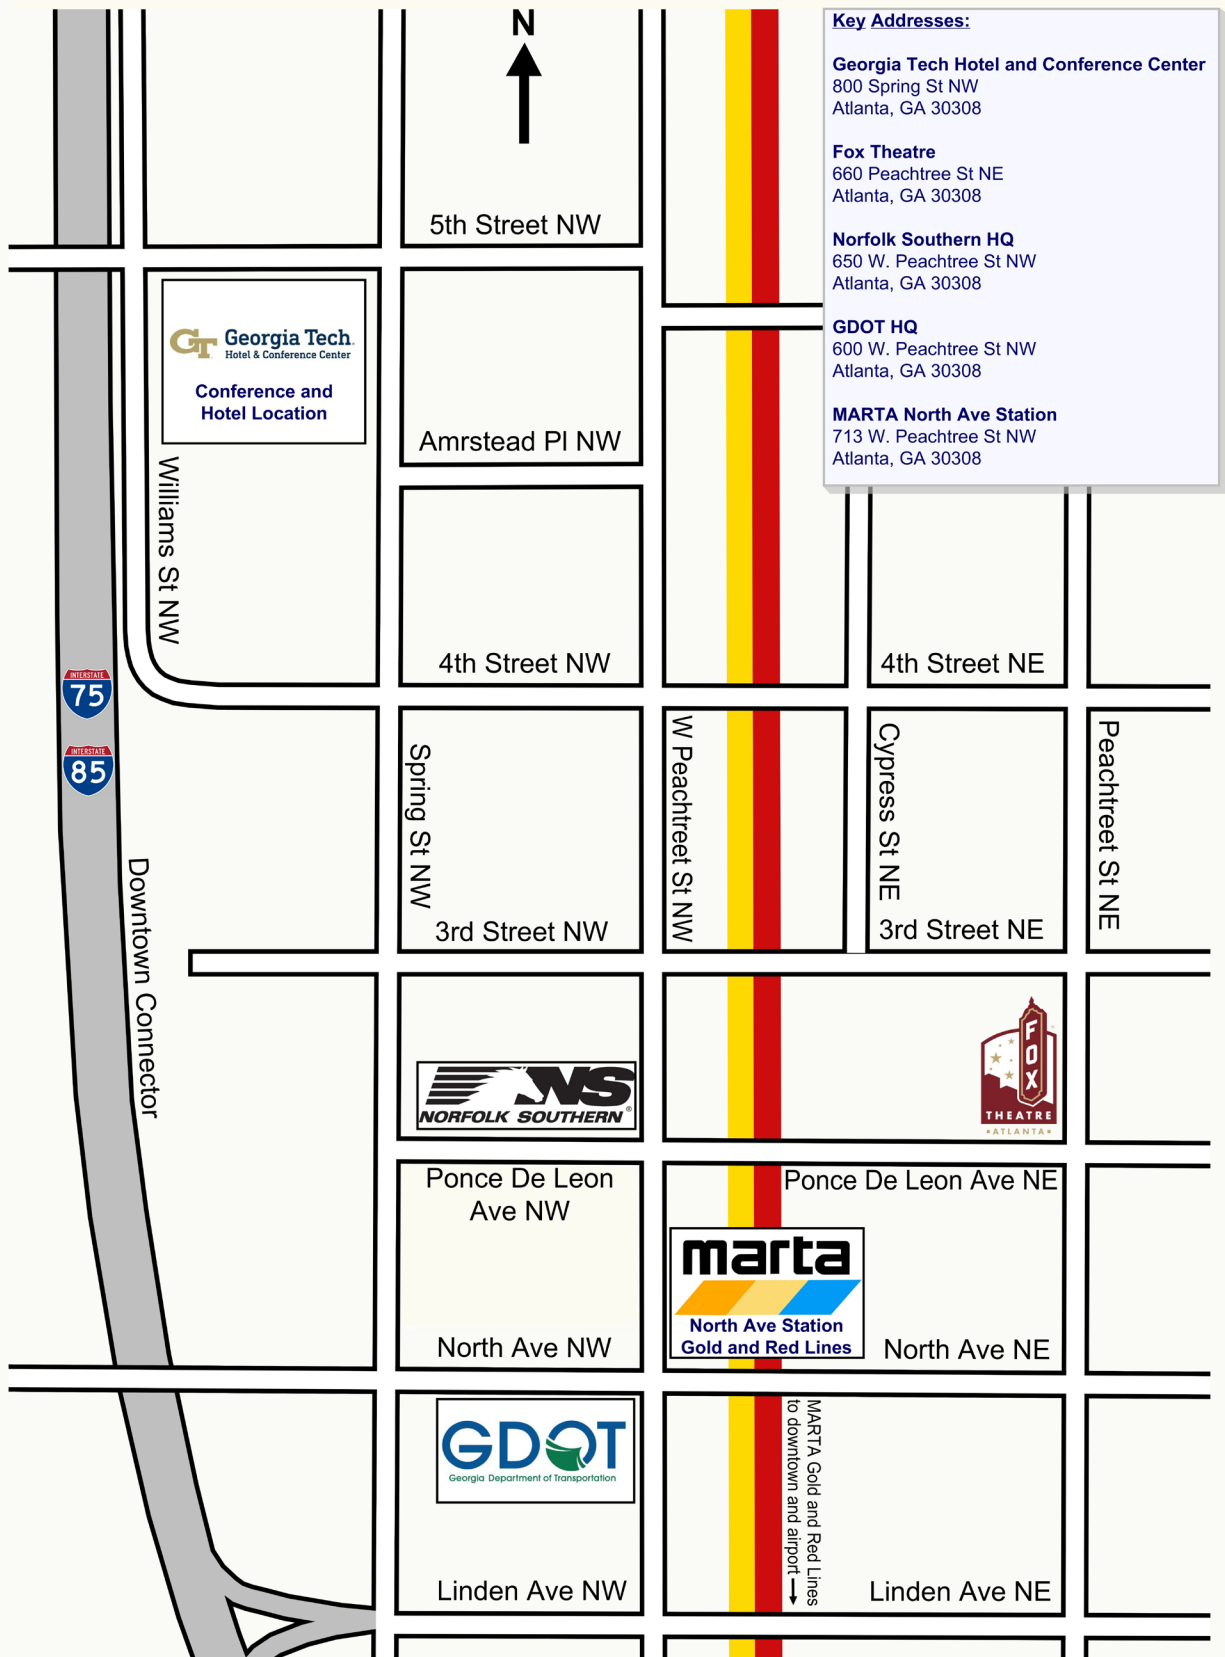 N
Key Addresses:
Georgia Tech Hotel and Conference Center
800 Spring St NW
Atlanta, GA 30308
Fox Theatre
660 Peachtree St NE
Atlanta, GA 30308
Norfolk Southern HQ
650 W. Peachtree St NW
Atlanta, GA 30308
GDOT HQ
600 W. Peachtree St NW
Atlanta, GA 30308
MARTA North Ave Station
713 W. Peachtree St NW
Atlanta, GA 30308
5th Street NW
GT Georgia Tech.
Hotel & Conference Center
Conference and
Hotel Location
Amrstead Pl NW
Williams St NW
4th Street NW
4th Street NE
INTERSTATE
75
INTERSTATE
85
Downtown Connector
Spring St NW
W Peachtreet St NW
Cypress St NE
Peachtreet St NE
3rd Street NW
3rd Street NE
NS
NORFOLK SOUTHERN®
FOX
THEATRE
ATLANTA
Ponce De Leon
Ave NW
Ponce De Leon Ave NE
marta
North Ave Station
Gold and Red Lines
North Ave NW
North Ave NE
GDOT
Georgia Department of Transportation
MARTA Gold and Red Lines
to downtown and airport
Linden Ave NW
Linden Ave NE